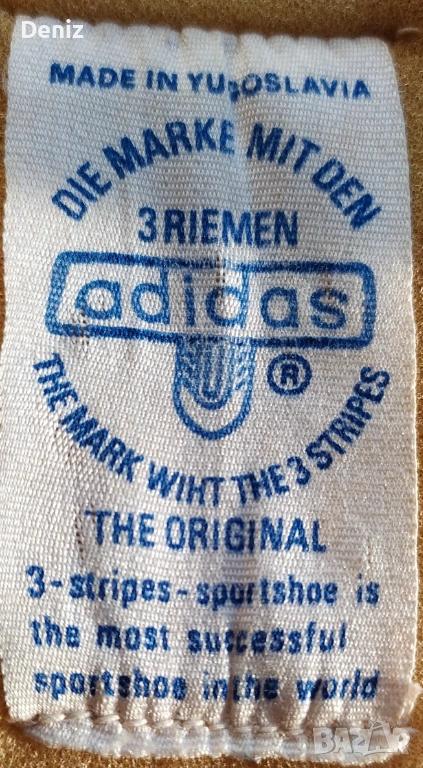 Deniz
MADE IN YUGOSLAVIA
DIE MARKE MIT DEN
3 RIEMEN
adidas
®
THE MARK WIHT THE 3 STRIPES
THE ORIGINAL
3-stripes-sportshoe is
the most successful
sportshoe in the world
BAZAR